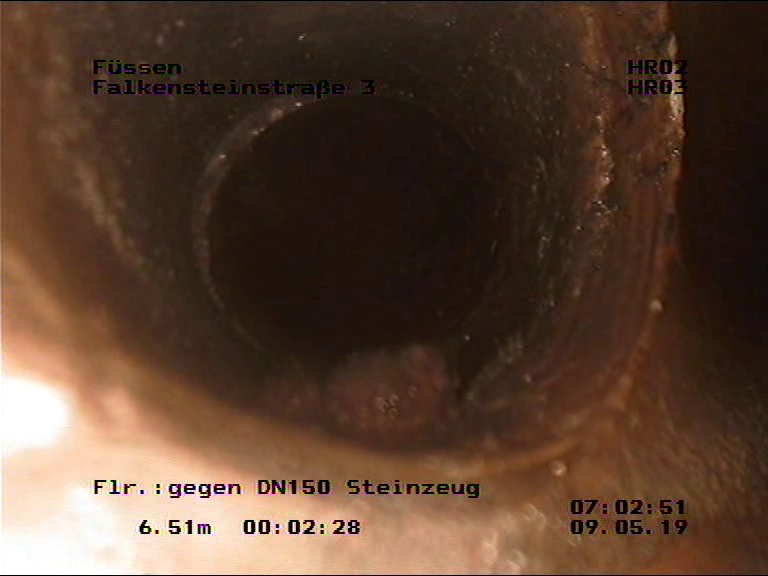 Füssen HR02
Falkensteinstraße 3 HR03
Flr.:gegen DN150 Steinzeug
07:02:51
6.51m 00:02:28 09.05.19